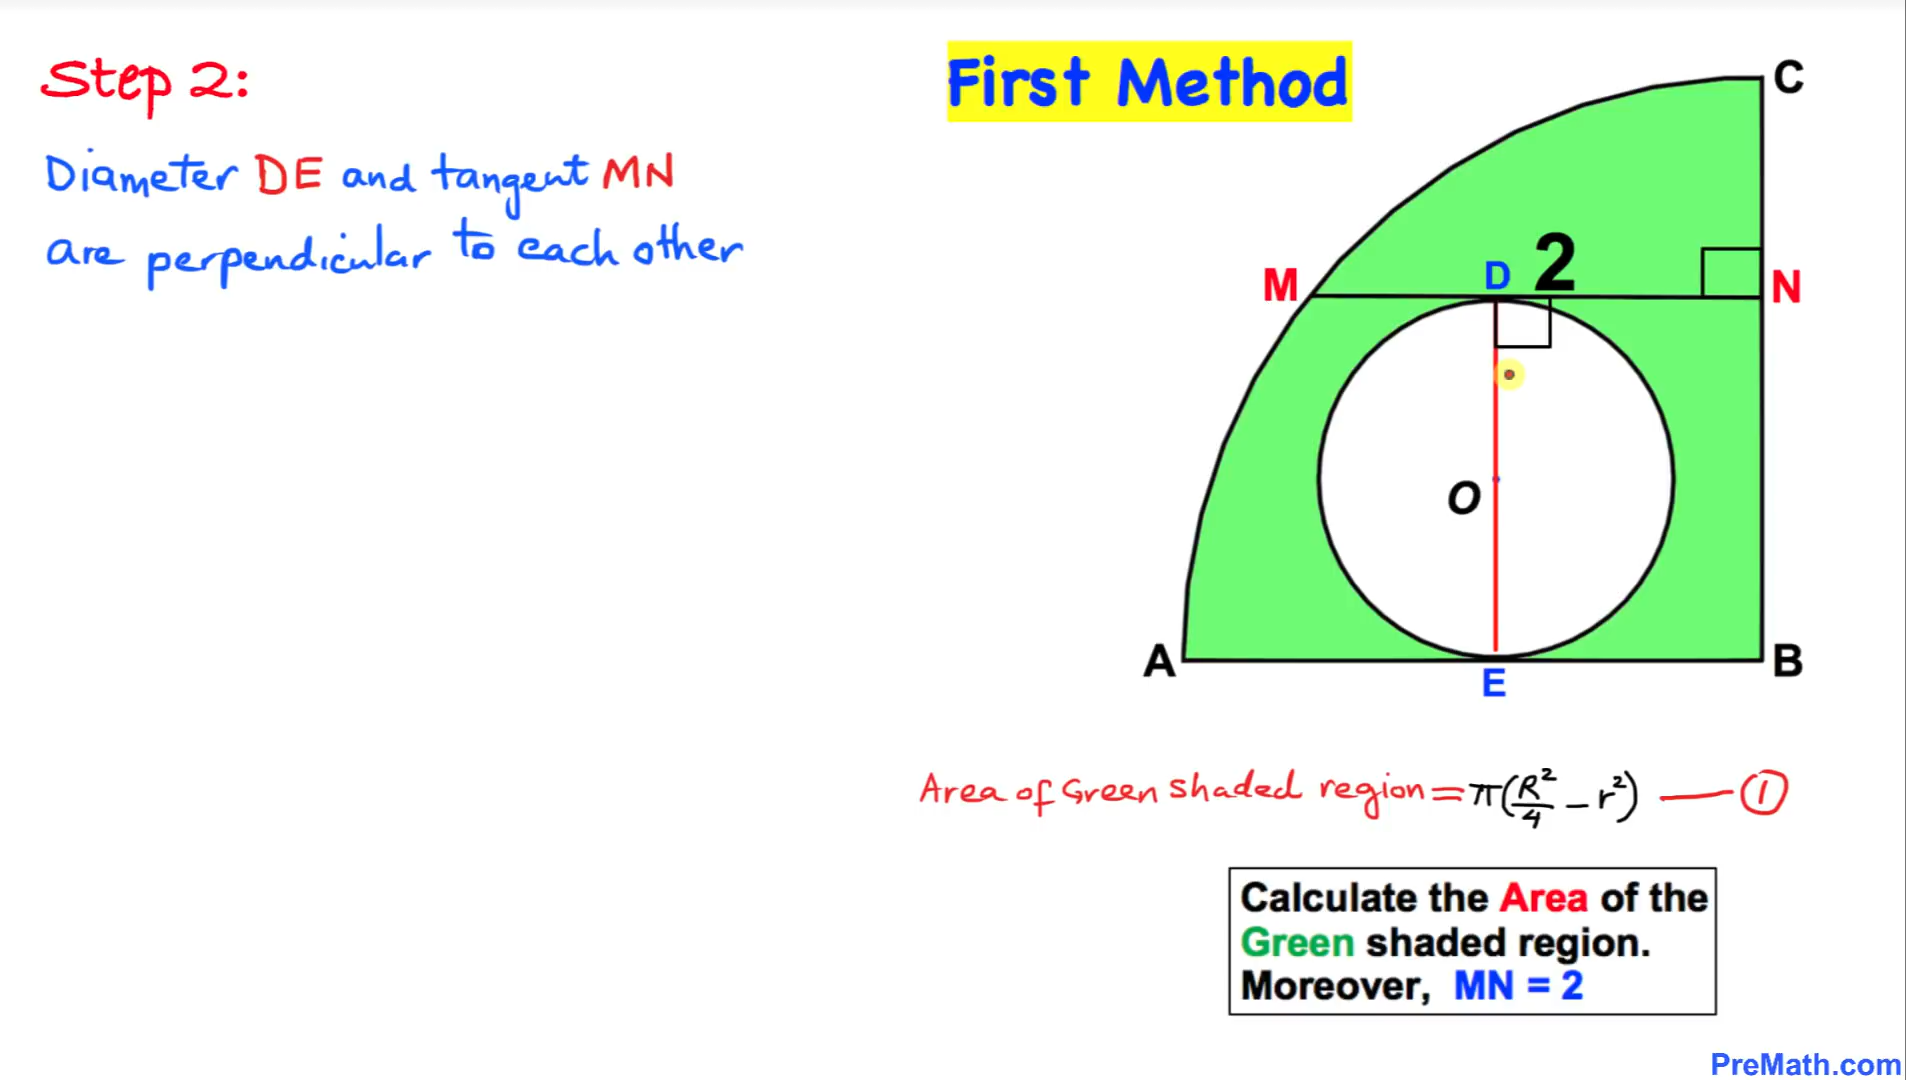 Step 2:
Diameter DE and tangent MN
are perpendicular to each other
First Method
C
M
D
2
N
O
A
B
E
Area of Green shaded region = π(R²/4 - r²) — ①
Calculate the Area of the
Green shaded region.
Moreover, MN = 2
PreMath.com